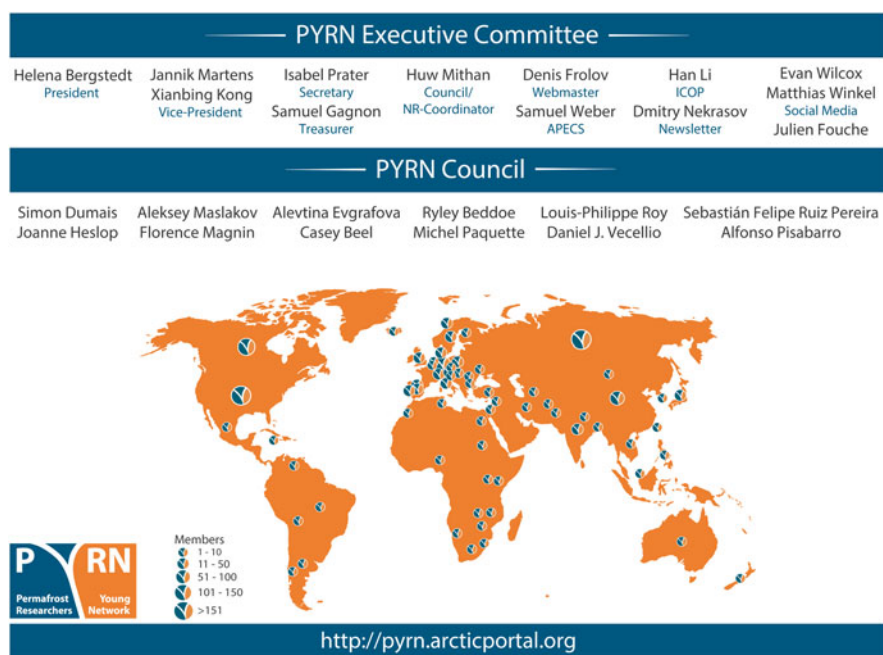 PYRN Executive Committee
Helena Bergstedt
President
Jannik Martens
Xianbing Kong
Vice-President
Isabel Prater
Secretary
Samuel Gagnon
Treasurer
Huw Mithan
Council/
NR-Coordinator
Denis Frolov
Webmaster
Samuel Weber
APECS
Han Li
ICOP
Dmitry Nekrasov
Newsletter
Evan Wilcox
Matthias Winkel
Social Media
Julien Fouche
PYRN Council
Simon Dumais
Joanne Heslop
Aleksey Maslakov
Florence Magnin
Alevtina Evgrafova
Casey Beel
Ryley Beddoe
Michel Paquette
Louis-Philippe Roy
Daniel J. Vecellio
Sebastián Felipe Ruiz Pereira
Alfonso Pisabarro
Members
1 - 10
11 - 50
51 - 100
101 - 150
>151
P RN
Permafrost
Researchers
Young
Network
http://pyrn.arcticportal.org